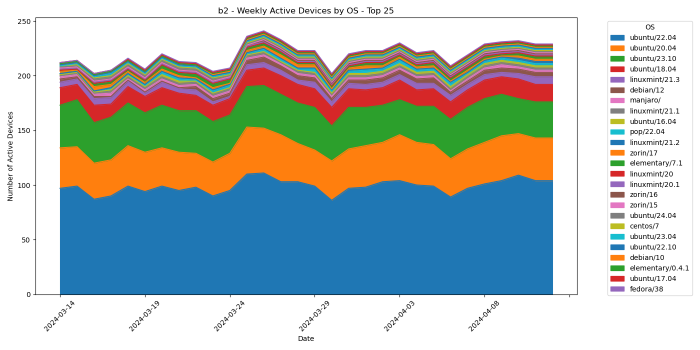 b2 - Weekly Active Devices by OS - Top 25
Number of Active Devices
250
200
150
100
50
0
2024-03-14
2024-03-19
2024-03-24
2024-03-29
2024-04-03
2024-04-08
Date
OS
ubuntu/22.04
ubuntu/20.04
ubuntu/23.10
ubuntu/18.04
linuxmint/21.3
debian/12
manjaro/
linuxmint/21.1
ubuntu/16.04
pop/22.04
linuxmint/21.2
zorin/17
elementary/7.1
linuxmint/20
linuxmint/20.1
zorin/16
zorin/15
ubuntu/24.04
centos/7
ubuntu/23.04
ubuntu/22.10
debian/10
elementary/0.4.1
ubuntu/17.04
fedora/38